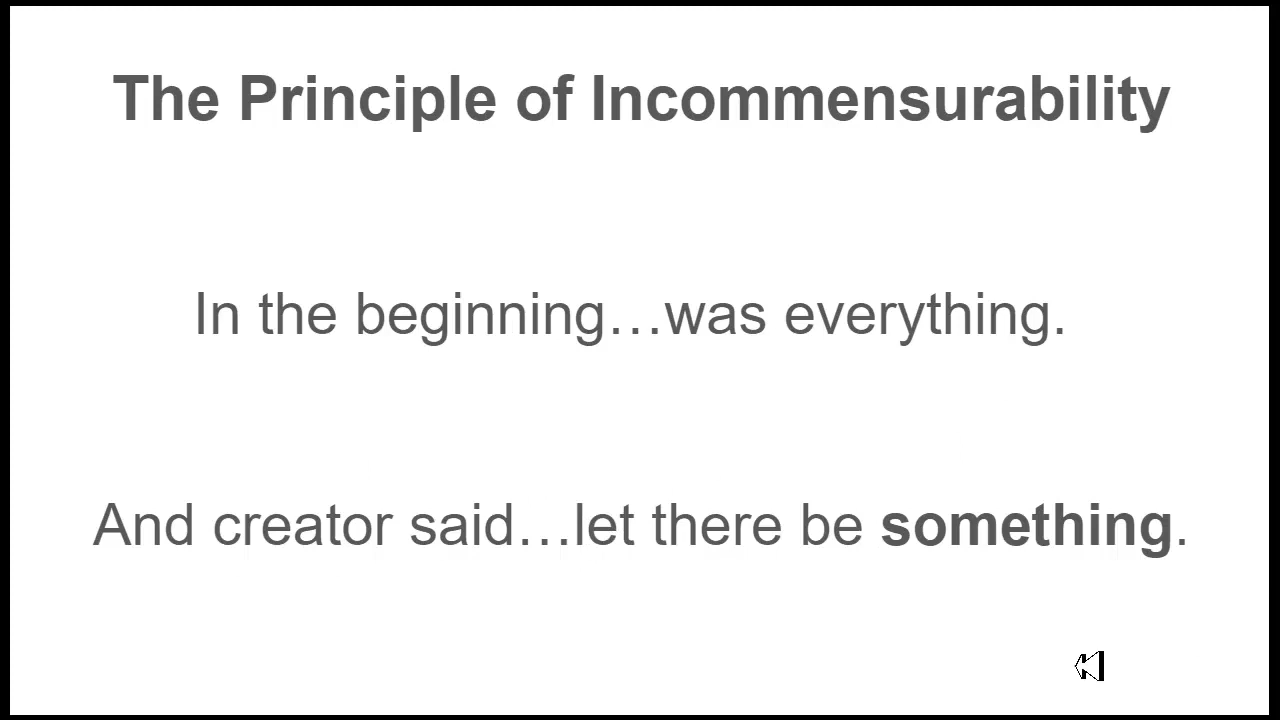 The Principle of Incommensurability
In the beginning…was everything.
And creator said…let there be something.